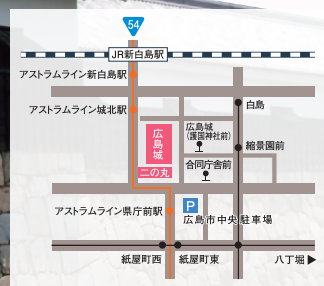 54
JR新白島駅
アストラムライン新白島駅
アストラムライン城北駅
白島
広島城
広島城
(護国神社前)
縮景園前
合同庁舎前
二の丸
P
アストラムライン県庁前駅
広島市中央駐車場
紙屋町西
紙屋町東
八丁堀▶